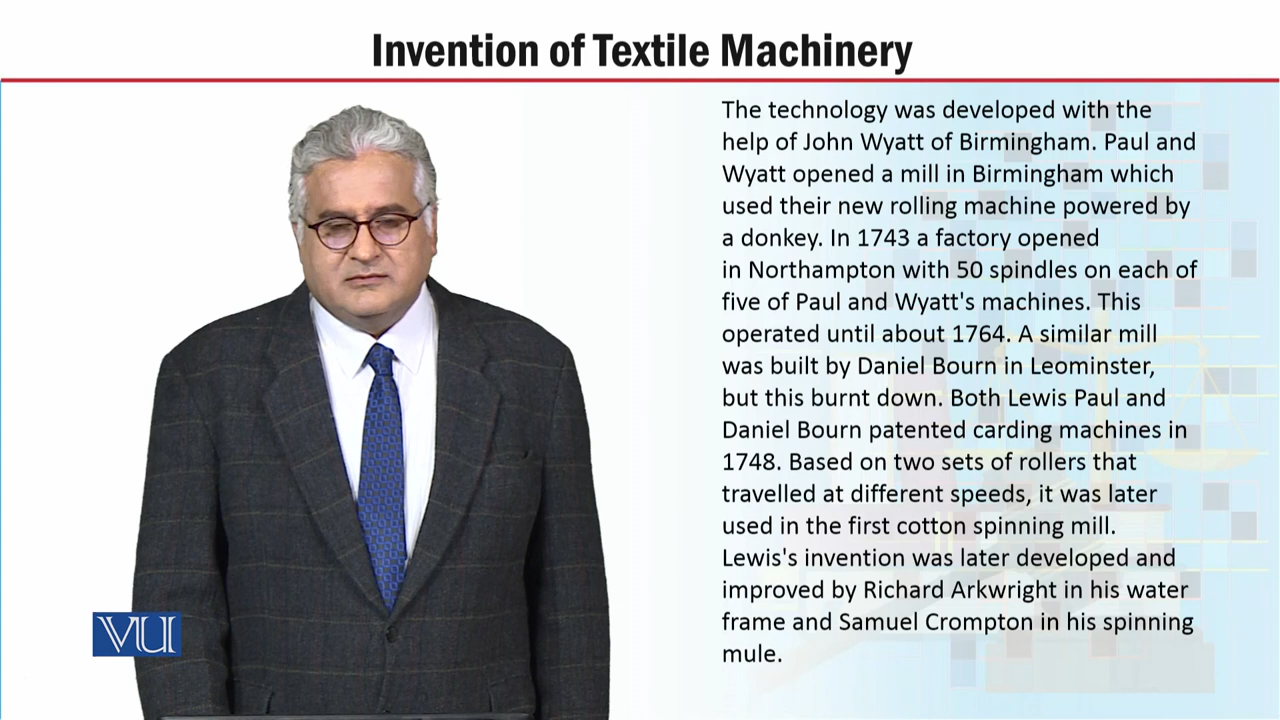 Invention of Textile Machinery
The technology was developed with the
help of John Wyatt of Birmingham. Paul and
Wyatt opened a mill in Birmingham which
used their new rolling machine powered by
a donkey. In 1743 a factory opened
in Northampton with 50 spindles on each of
five of Paul and Wyatt's machines. This
operated until about 1764. A similar mill
was built by Daniel Bourn in Leominster,
but this burnt down. Both Lewis Paul and
Daniel Bourn patented carding machines in
1748. Based on two sets of rollers that
travelled at different speeds, it was later
used in the first cotton spinning mill.
Lewis's invention was later developed and
improved by Richard Arkwright in his water
frame and Samuel Crompton in his spinning
mule.
VU